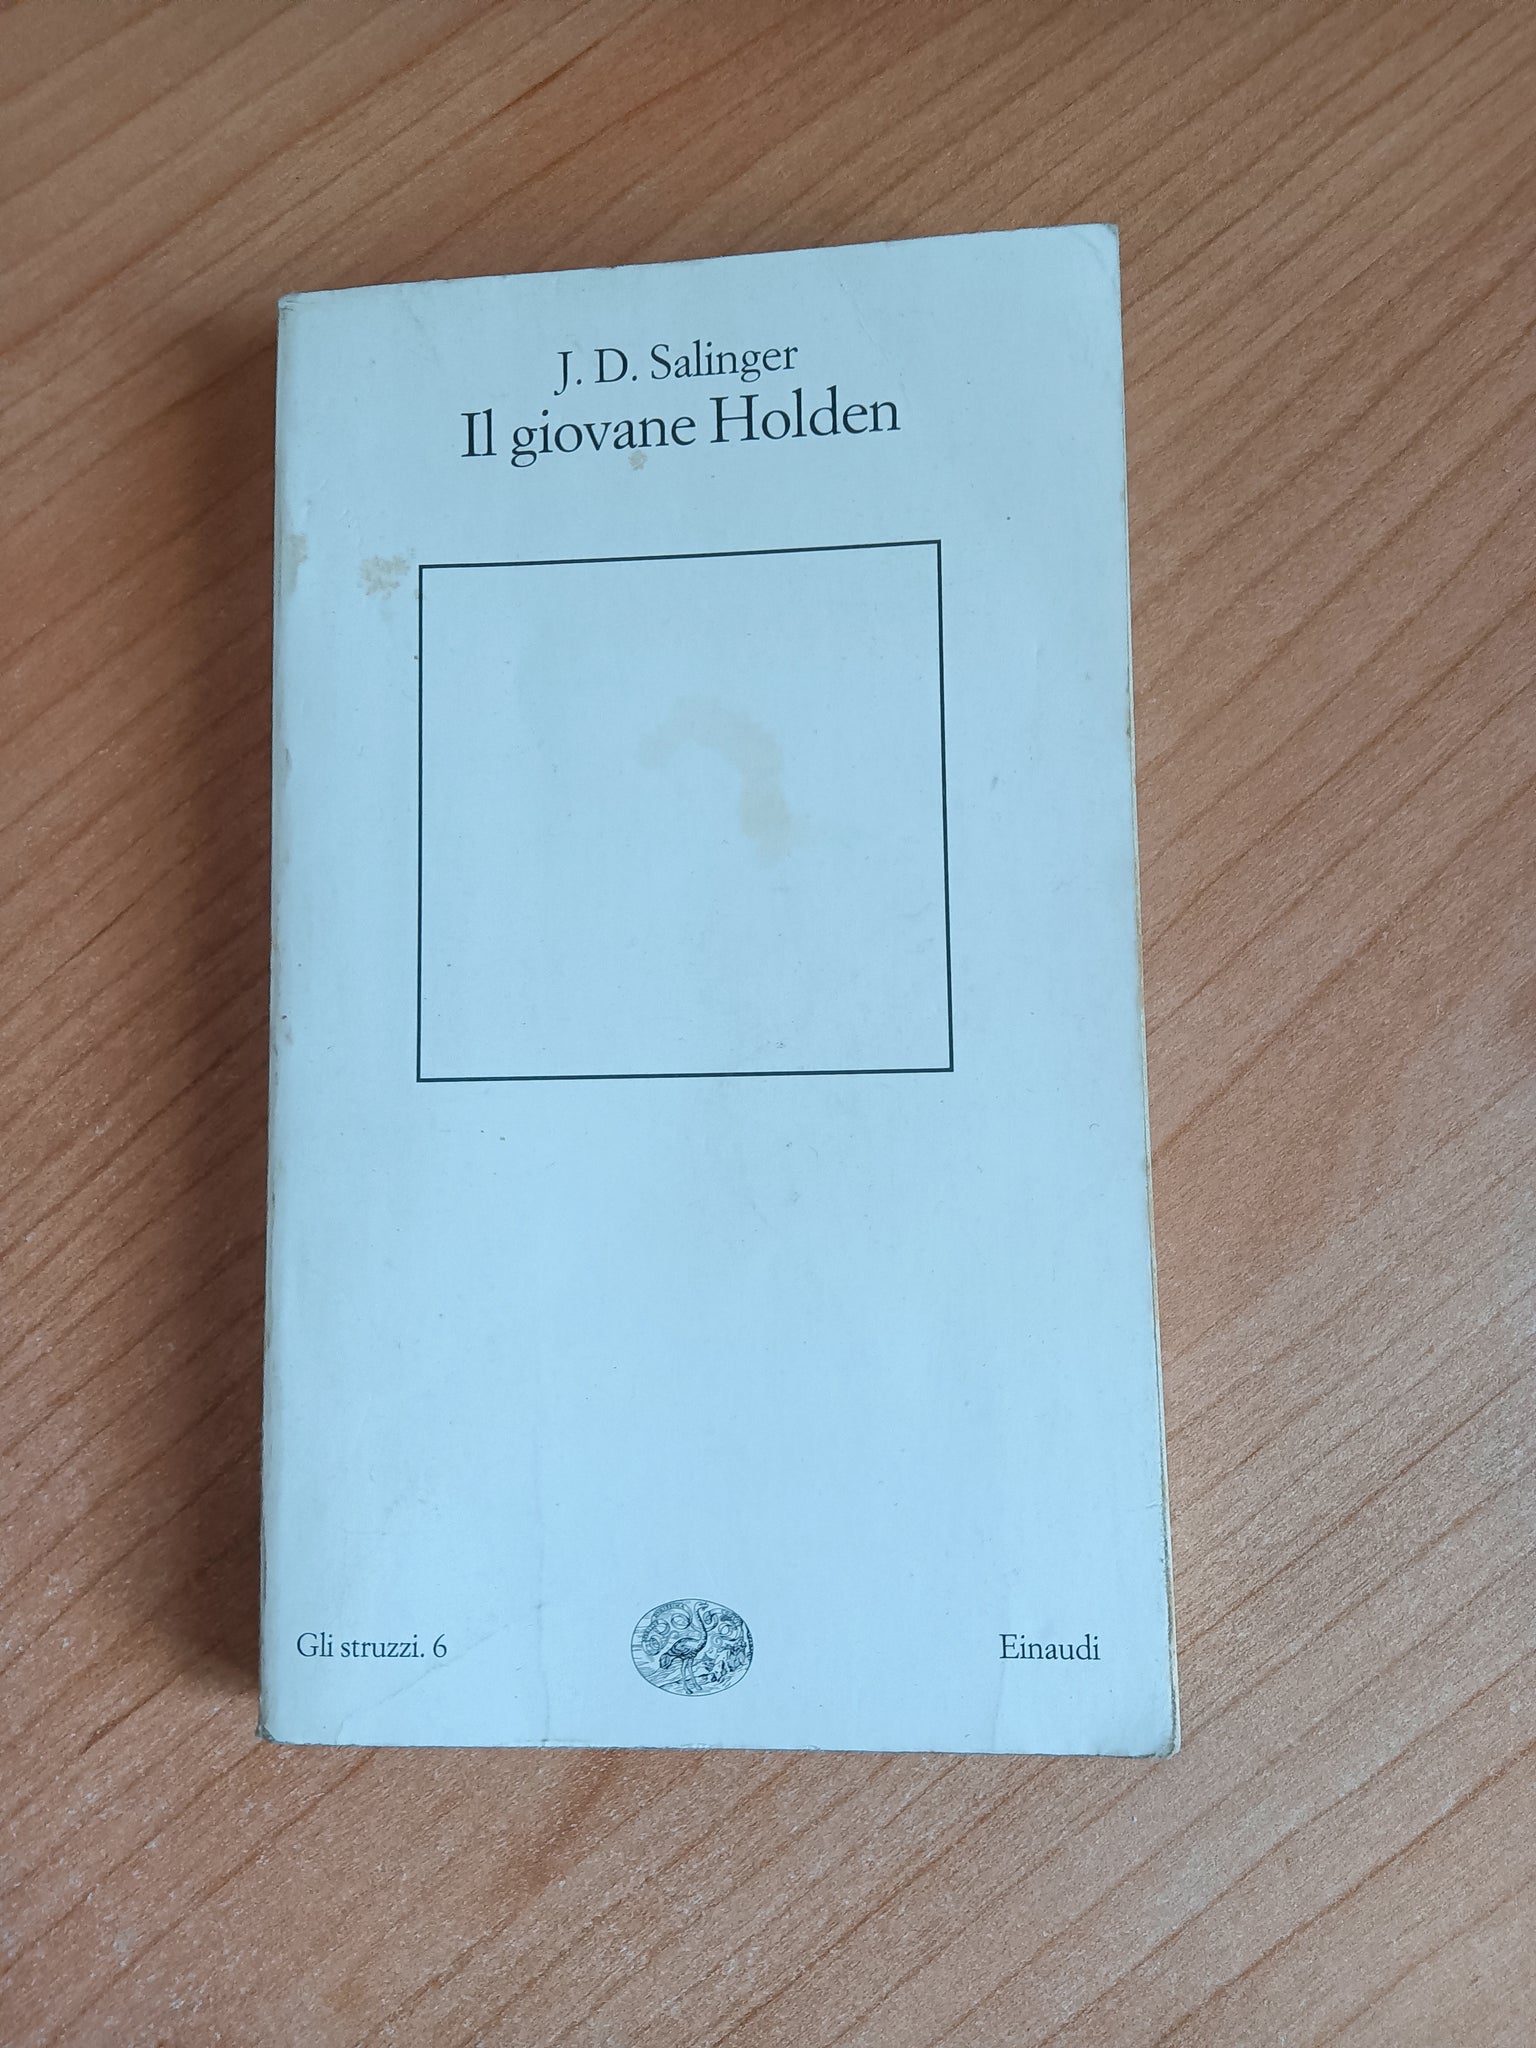 J. D. Salinger
Il giovane Holden
Gli struzzi. 6
Einaudi